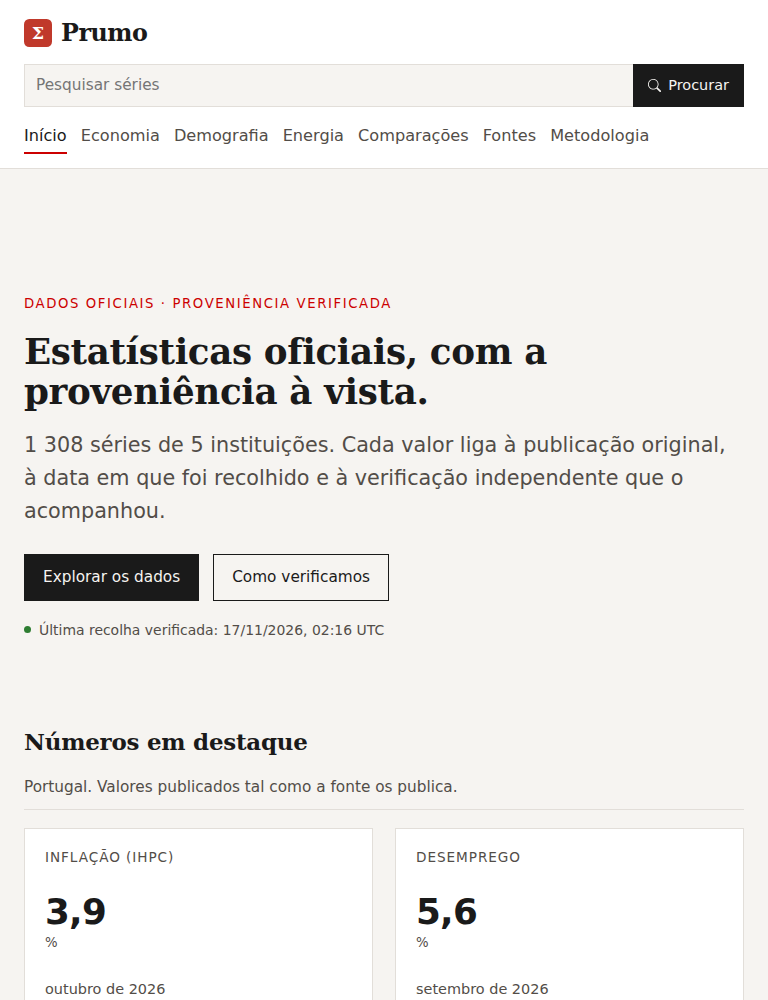 Σ Prumo
Pesquisar séries
Procurar
Início Economia Demografia Energia Comparações Fontes Metodologia
DADOS OFICIAIS · PROVENIÊNCIA VERIFICADA
Estatísticas oficiais, com a
proveniência à vista.
1 308 séries de 5 instituições. Cada valor liga à publicação original,
à data em que foi recolhido e à verificação independente que o
acompanhou.
Explorar os dados
Como verificamos
Última recolha verificada: 17/11/2026, 02:16 UTC
Números em destaque
Portugal. Valores publicados tal como a fonte os publica.
INFLAÇÃO (IHPC)
3,9
%
outubro de 2026
DESEMPREGO
5,6
%
setembro de 2026